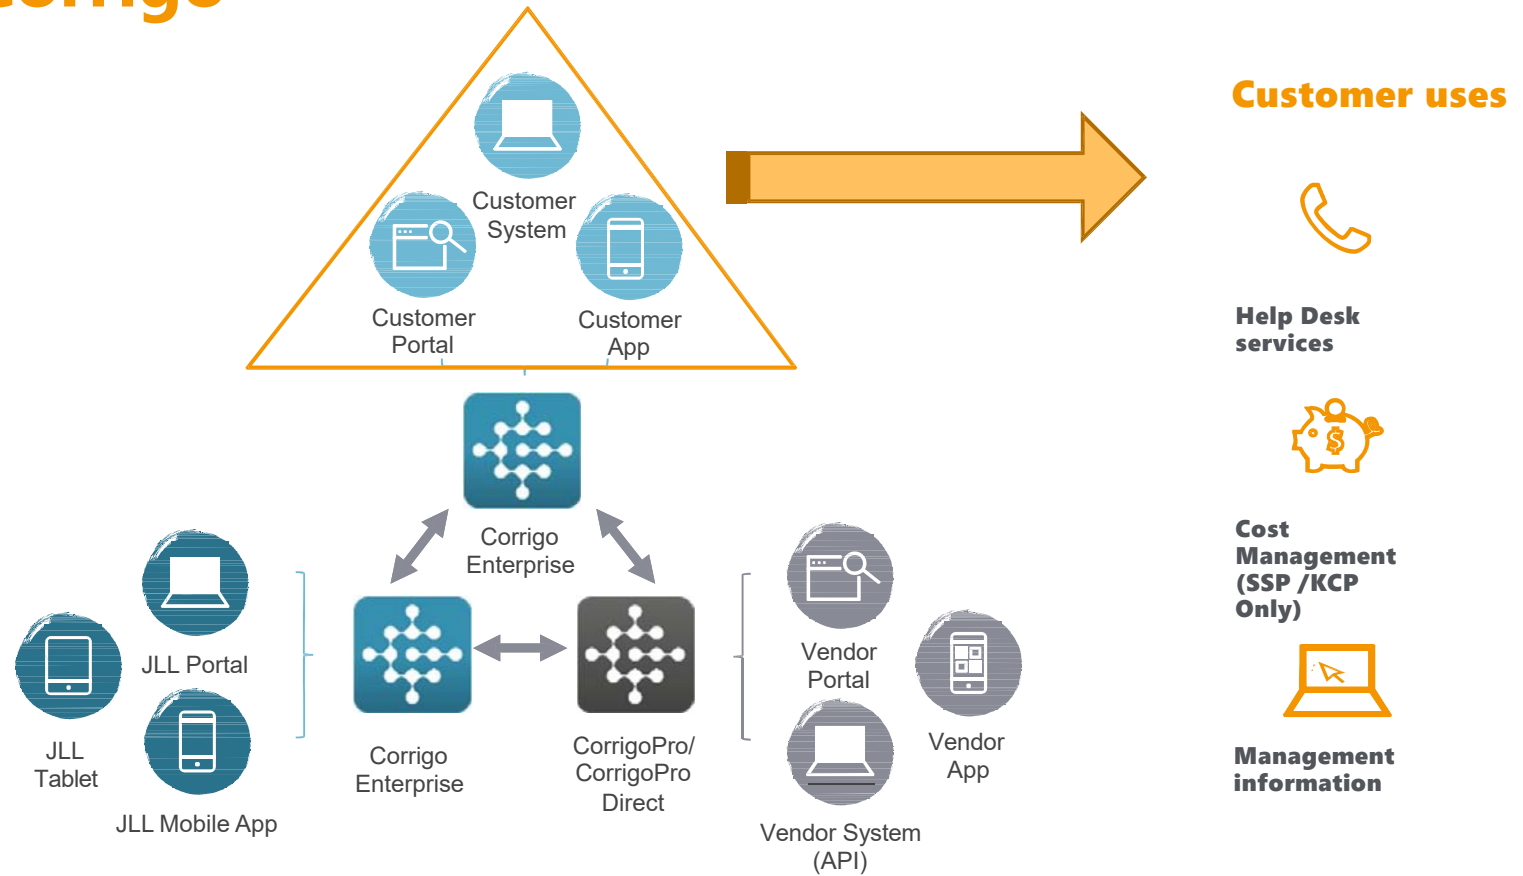 Corrigo
Customer uses
Customer
System
Customer
Portal
Customer
App
Help Desk
services
Corrigo
Enterprise
Cost
Management
(SSP /KCP
Only)
JLL Portal
JLL
Tablet
JLL Mobile App
Corrigo
Enterprise
CorrigoPro/
CorrigoPro
Direct
Vendor
Portal
Vendor
App
Vendor System
(API)
Management
information